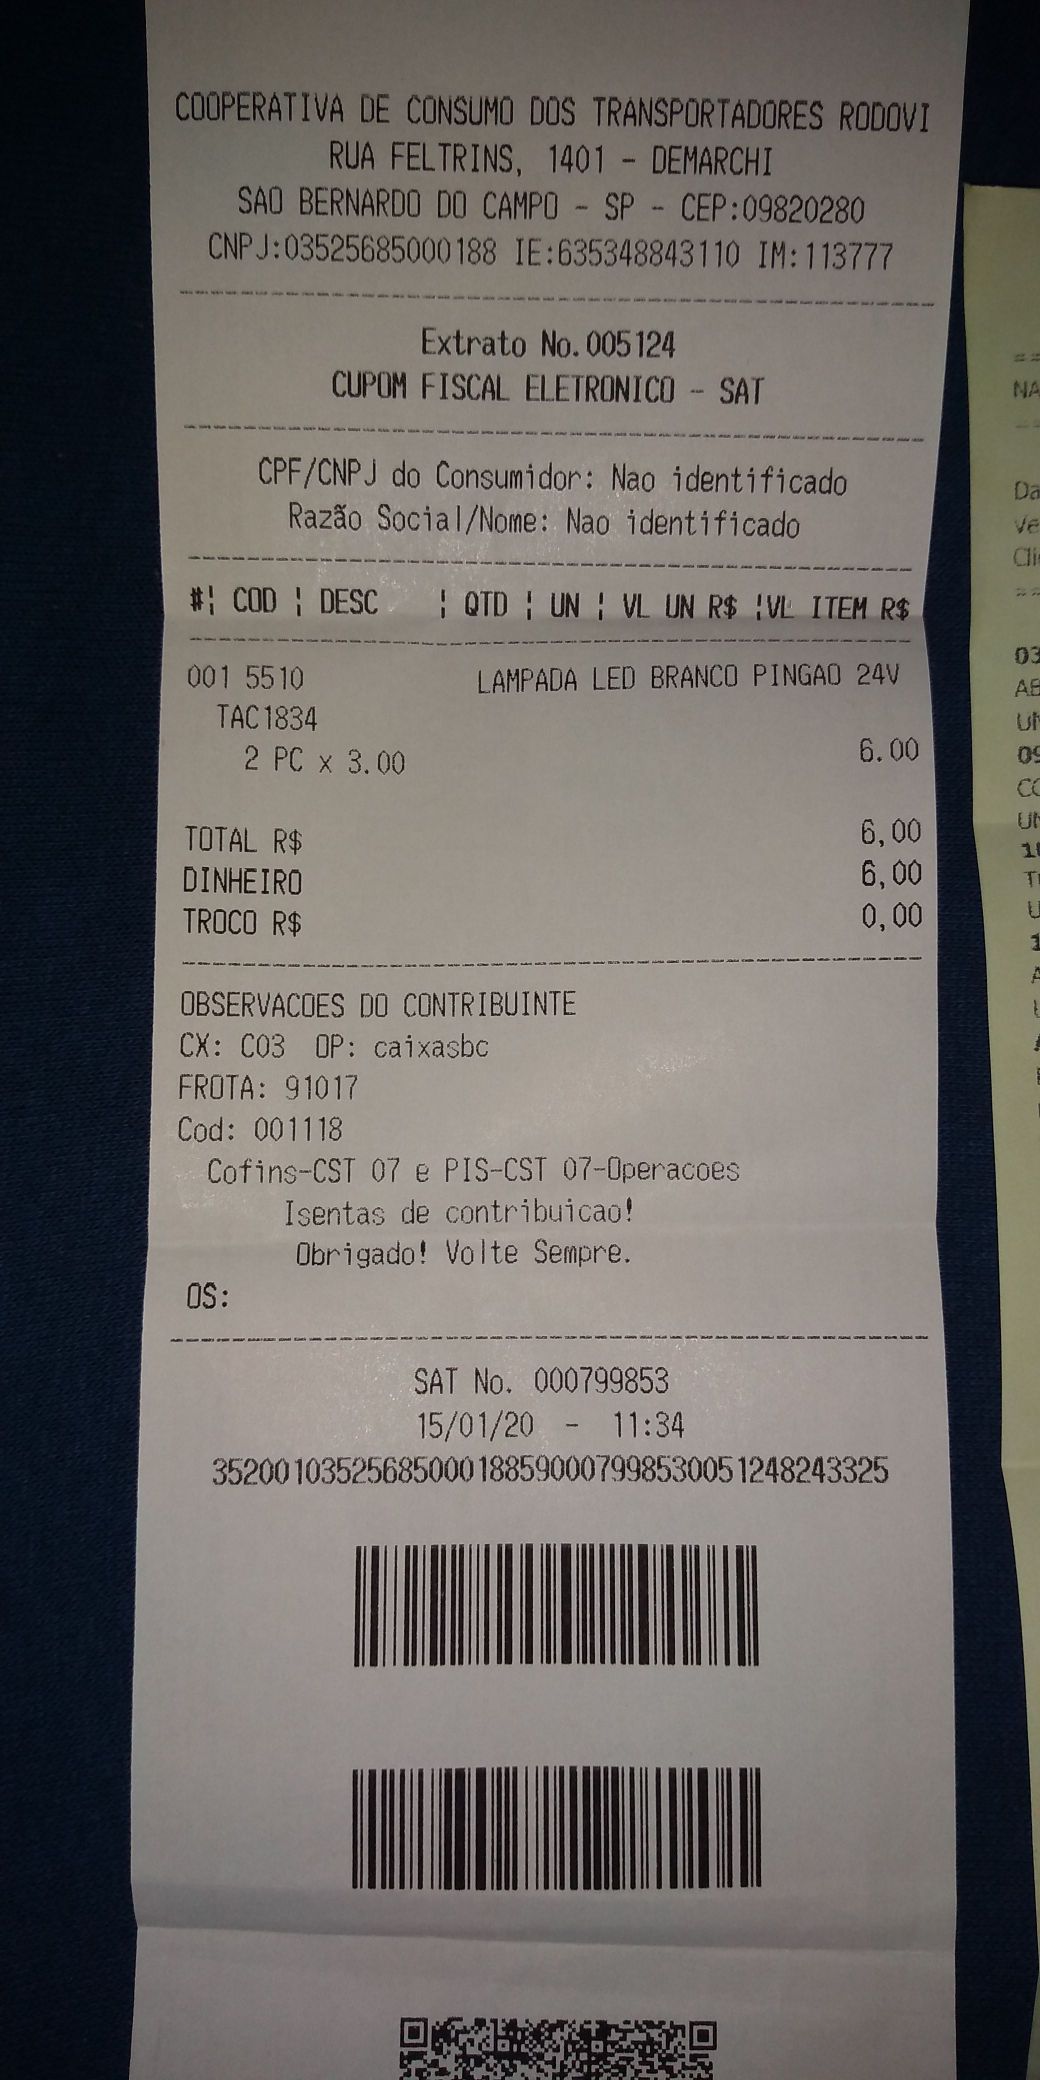 COOPERATIVA DE CONSUMO DOS TRANSPORTADORES RODOVI
RUA FELTRINS, 1401 - DEMARCHI
SAO BERNARDO DO CAMPO - SP - CEP:09820280
CNPJ:03525685000188 IE:635348843110 IM:113777
Extrato No.005124
CUPOM FISCAL ELETRONICO - SAT
CPF/CNPJ do Consumidor: Nao identificado
Razão Social/Nome: Nao identificado
#¦ COD ¦ DESC ¦ QTD ¦ UN ¦ VL UN R$ ¦VL ITEM R$
001 5510 LAMPADA LED BRANCO PINGAO 24V
TAC1834
2 PC x 3.00 6.00
TOTAL R$ 6,00
DINHEIRO 6,00
TROCO R$ 0,00
OBSERVACOES DO CONTRIBUINTE
CX: C03 OP: caixasbc
FROTA: 91017
Cod: 001118
Cofins-CST 07 e PIS-CST 07-Operacoes
Isentas de contribuicao!
Obrigado! Volte Sempre.
OS:
SAT No. 000799853
15/01/20 - 11:34
35200103525685000188590007998530051248243325